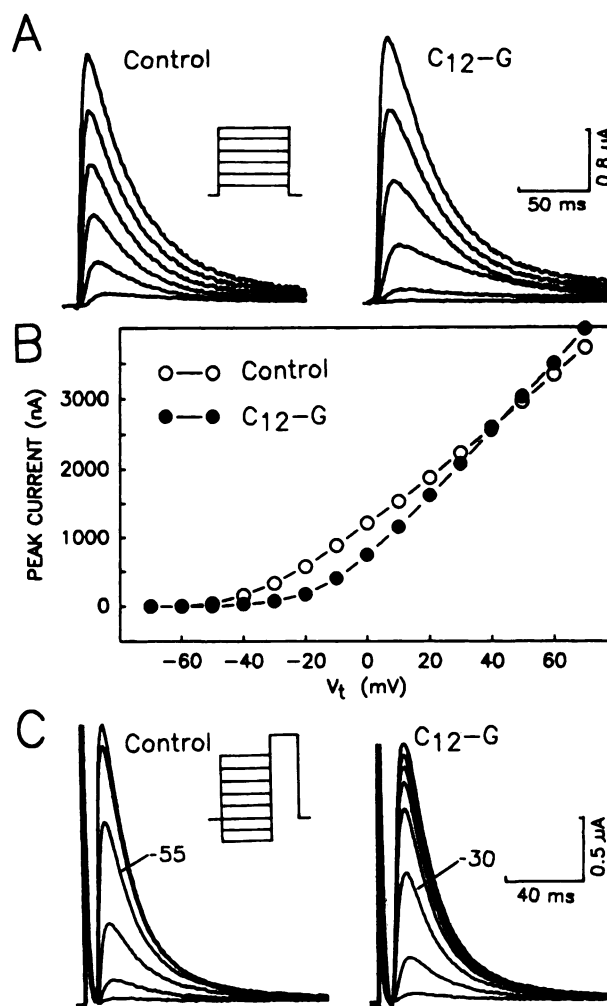 A
Control
C12–G
0.8 µA
50 ms
B
Control
C12–G
PEAK CURRENT (nA)
3000
2000
1000
0
−60 −40 −20 0 20 40 60
Vt (mV)
C
Control
C12–G
-55
-30
0.5 µA
40 ms